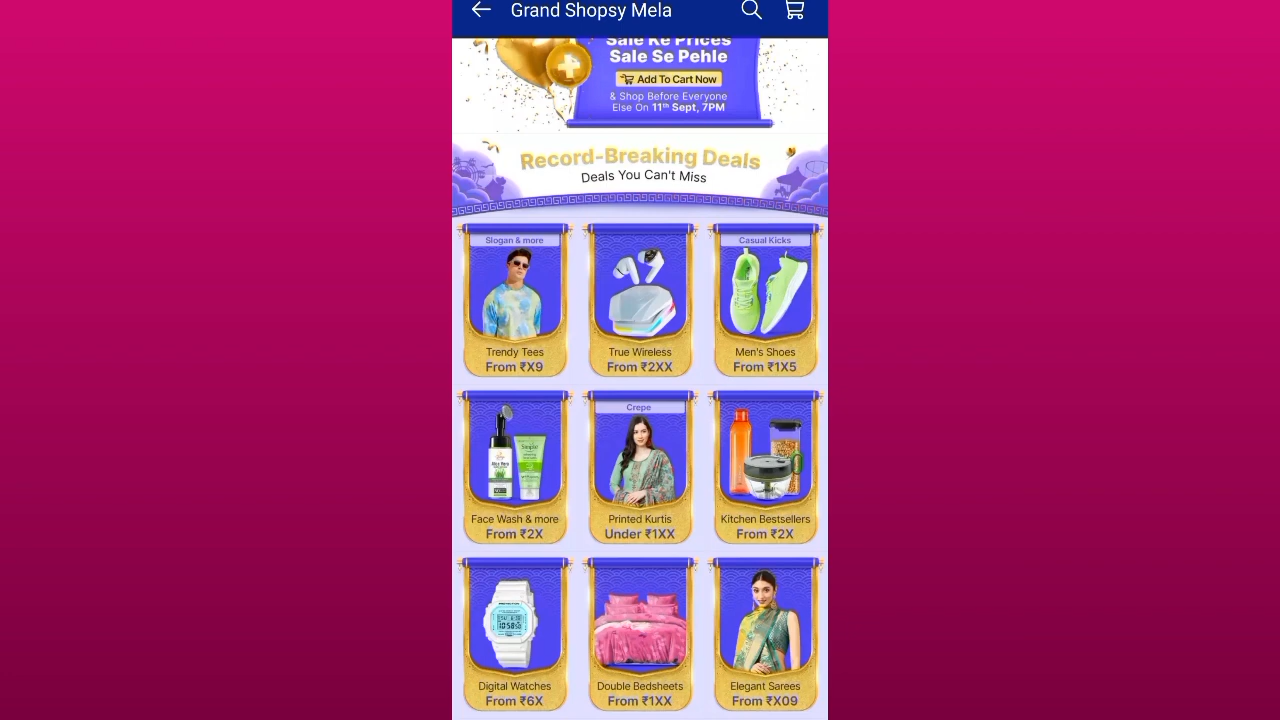 Grand Shopsy Mela
Sale Ke Prices
Sale Se Pehle
Add To Cart Now
& Shop Before Everyone
Else On 11th Sept, 7PM
Record-Breaking Deals
Deals You Can't Miss
Slogan & more
Casual Kicks
Trendy Tees
From ₹X9
True Wireless
From ₹2XX
Men's Shoes
From ₹1X5
Crepe
Face Wash & more
From ₹2X
Printed Kurtis
Under ₹1XX
Kitchen Bestsellers
From ₹2X
10:58
Digital Watches
From ₹6X
Double Bedsheets
From ₹1XX
Elegant Sarees
From ₹X09